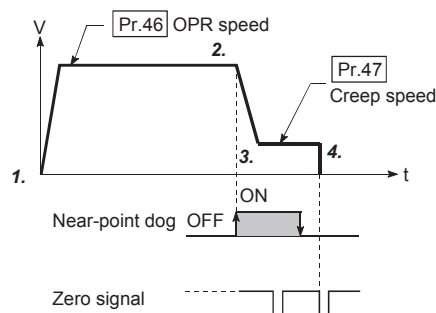 V
Pr.46 OPR speed
2.
Pr.47
Creep speed
1.
3.
4.
t
ON
Near-point dog OFF
Zero signal